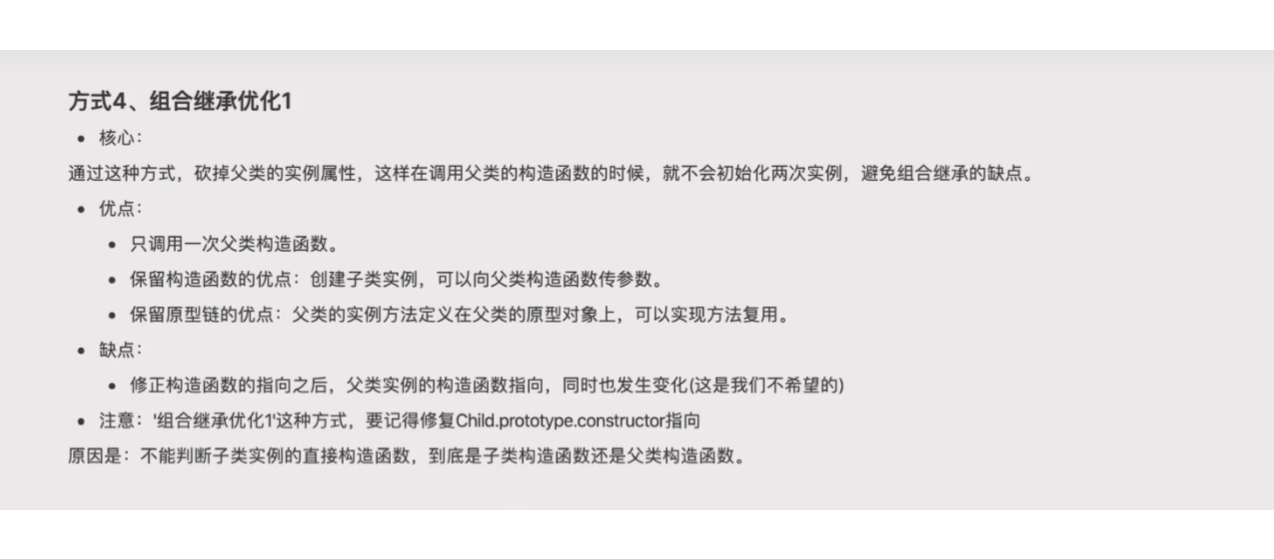 方式4、组合继承优化1
• 核心：
通过这种方式，砍掉父类的实例属性，这样在调用父类的构造函数的时候，就不会初始化两次实例，避免组合继承的缺点。
• 优点：
• 只调用一次父类构造函数。
• 保留构造函数的优点：创建子类实例，可以向父类构造函数传参数。
• 保留原型链的优点：父类的实例方法定义在父类的原型对象上，可以实现方法复用。
• 缺点：
• 修正构造函数的指向之后，父类实例的构造函数指向，同时也发生变化(这是我们不希望的)
• 注意：'组合继承优化1'这种方式，要记得修复Child.prototype.constructor指向
原因是：不能判断子类实例的直接构造函数，到底是子类构造函数还是父类构造函数。